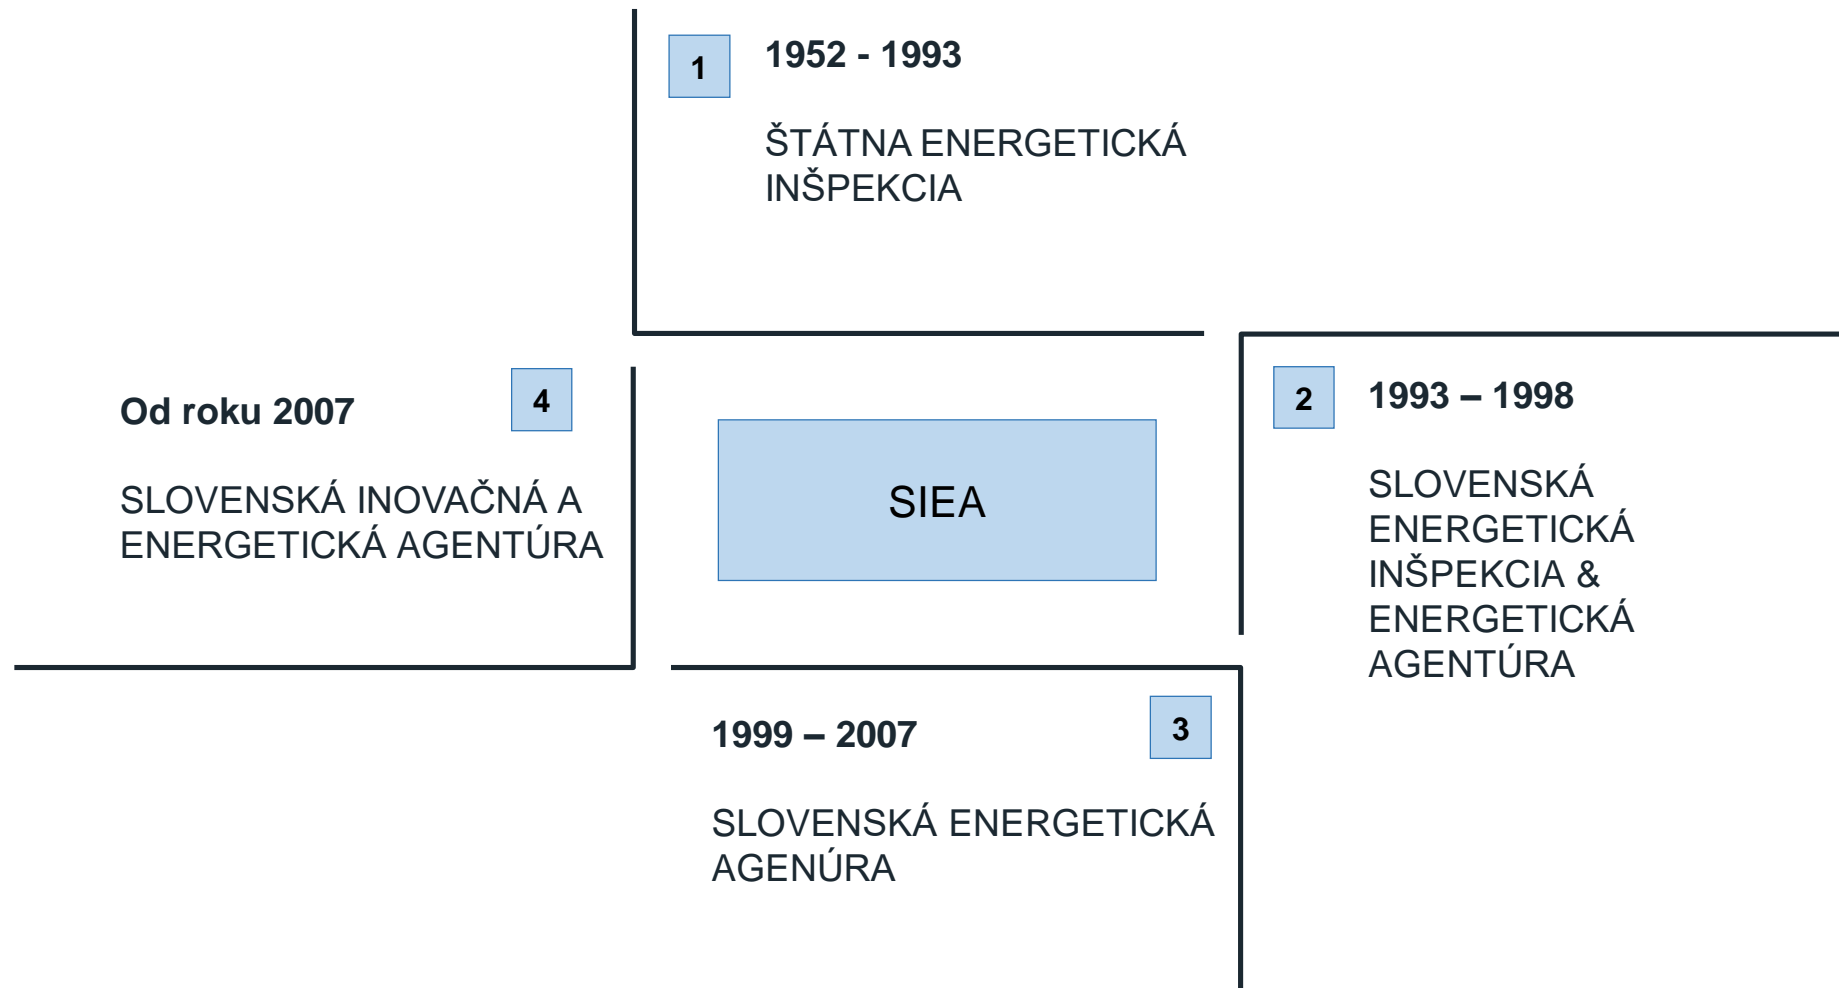 1
1952 - 1993
ŠTÁTNA ENERGETICKÁ
INŠPEKCIA
2
1993 – 1998
SLOVENSKÁ
ENERGETICKÁ
INŠPEKCIA &
ENERGETICKÁ
AGENTÚRA
3
1999 – 2007
SLOVENSKÁ ENERGETICKÁ
AGENÚRA
4
Od roku 2007
SLOVENSKÁ INOVAČNÁ A
ENERGETICKÁ AGENTÚRA
SIEA